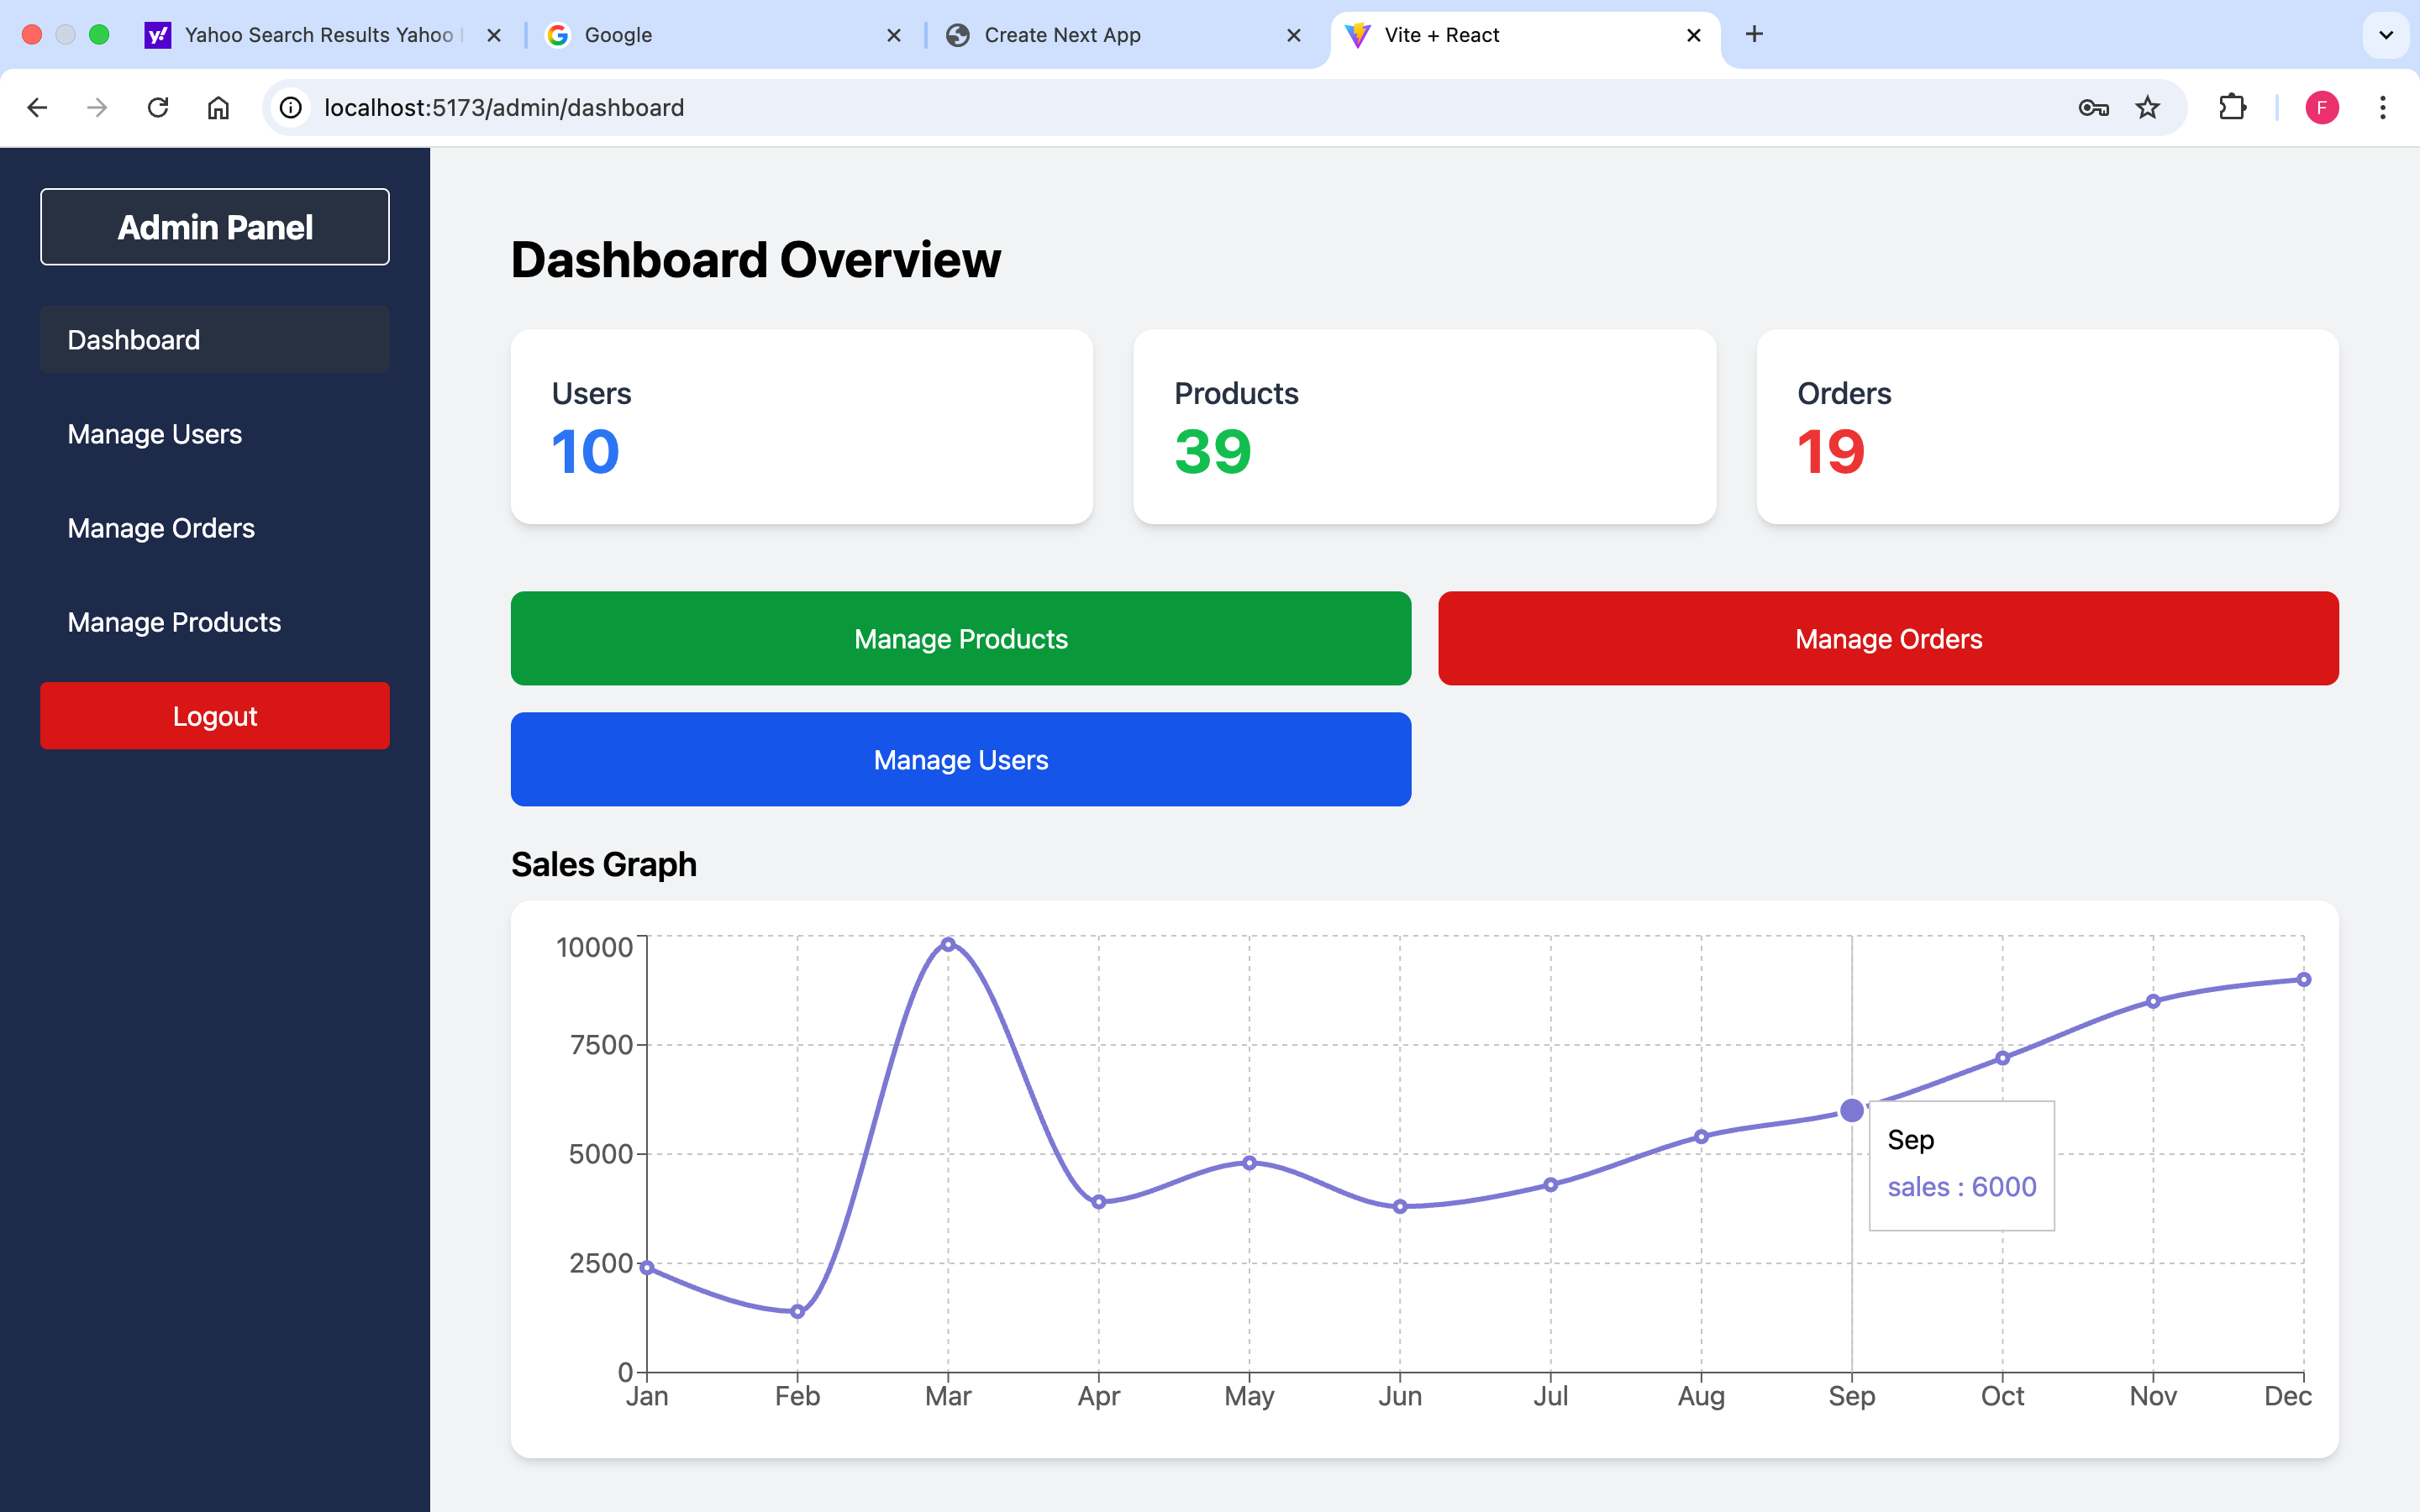 Yahoo Search Results Yahoo
Google
Create Next App
Vite + React
localhost:5173/admin/dashboard
F
Admin Panel
Dashboard
Manage Users
Manage Orders
Manage Products
Logout
Dashboard Overview
Users
10
Products
39
Orders
19
Manage Products
Manage Orders
Manage Users
Sales Graph
10000
7500
5000
2500
0
Sep
sales : 6000
Jan Feb Mar Apr May Jun Jul Aug Sep Oct Nov Dec